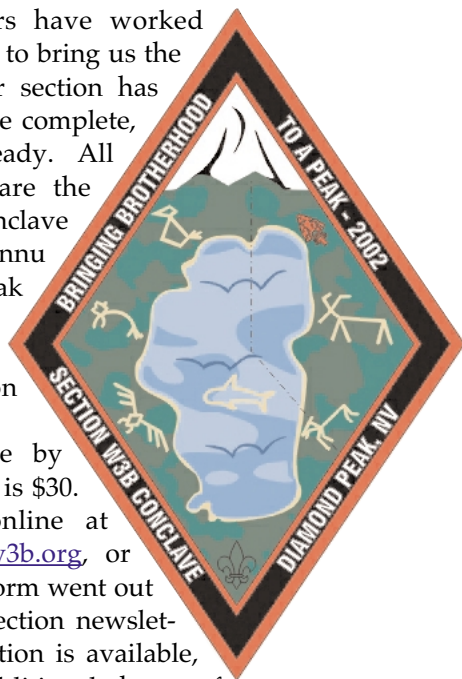 rs have worked
to bring us the
r section has
e complete,
eady. All
are the
nclave
nnu
ak
on
e by
is $30.
online at
w3b.org, or
orm went out
ection newslet-
tion is available,
BRINGING BROTHERHOOD
TO A PEAK - 2002
SECTION W3B CONCLAVE
DIAMOND PEAK, NV